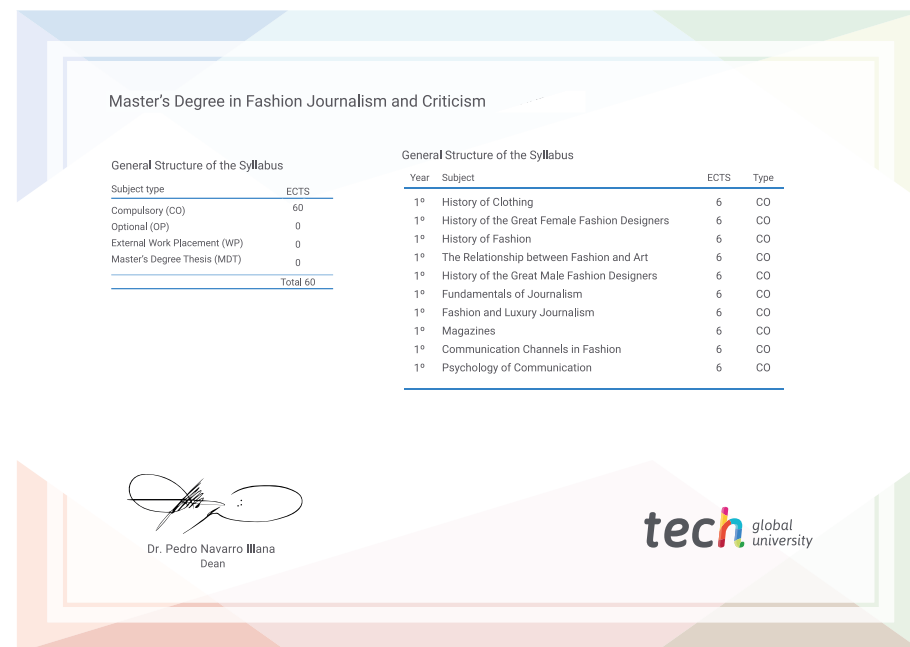 Master's Degree in Fashion Journalism and Criticism
General Structure of the Syllabus
Subject type ECTS
Compulsory (CO) 60
Optional (OP) 0
External Work Placement (WP) 0
Master's Degree Thesis (MDT) 0
Total 60
General Structure of the Syllabus
Year Subject ECTS Type
1º History of Clothing 6 CO
1º History of the Great Female Fashion Designers 6 CO
1º History of Fashion 6 CO
1º The Relationship between Fashion and Art 6 CO
1º History of the Great Male Fashion Designers 6 CO
1º Fundamentals of Journalism 6 CO
1º Fashion and Luxury Journalism 6 CO
1º Magazines 6 CO
1º Communication Channels in Fashion 6 CO
1º Psychology of Communication 6 CO
Dr. Pedro Navarro Illana
Dean
tech global
university